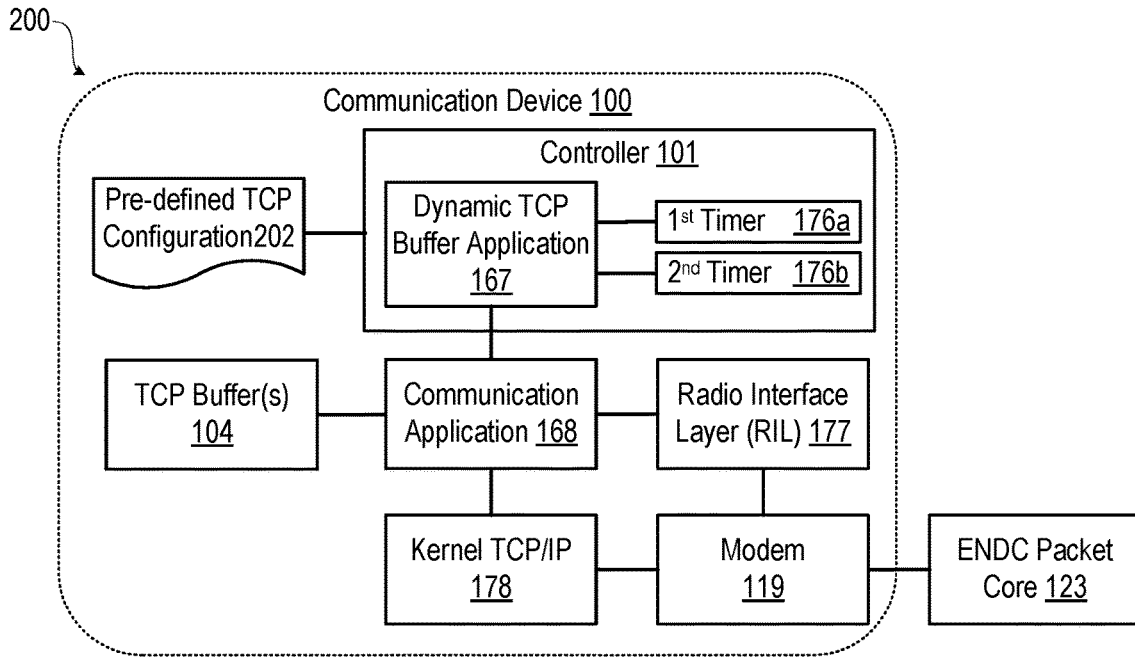 200
Communication Device 100
Controller 101
Pre-defined TCP
Configuration202
Dynamic TCP
Buffer Application
167
1st Timer 176a
2nd Timer 176b
TCP Buffer(s)
104
Communication
Application 168
Radio Interface
Layer (RIL) 177
Kernel TCP/IP
178
Modem
119
ENDC Packet
Core 123